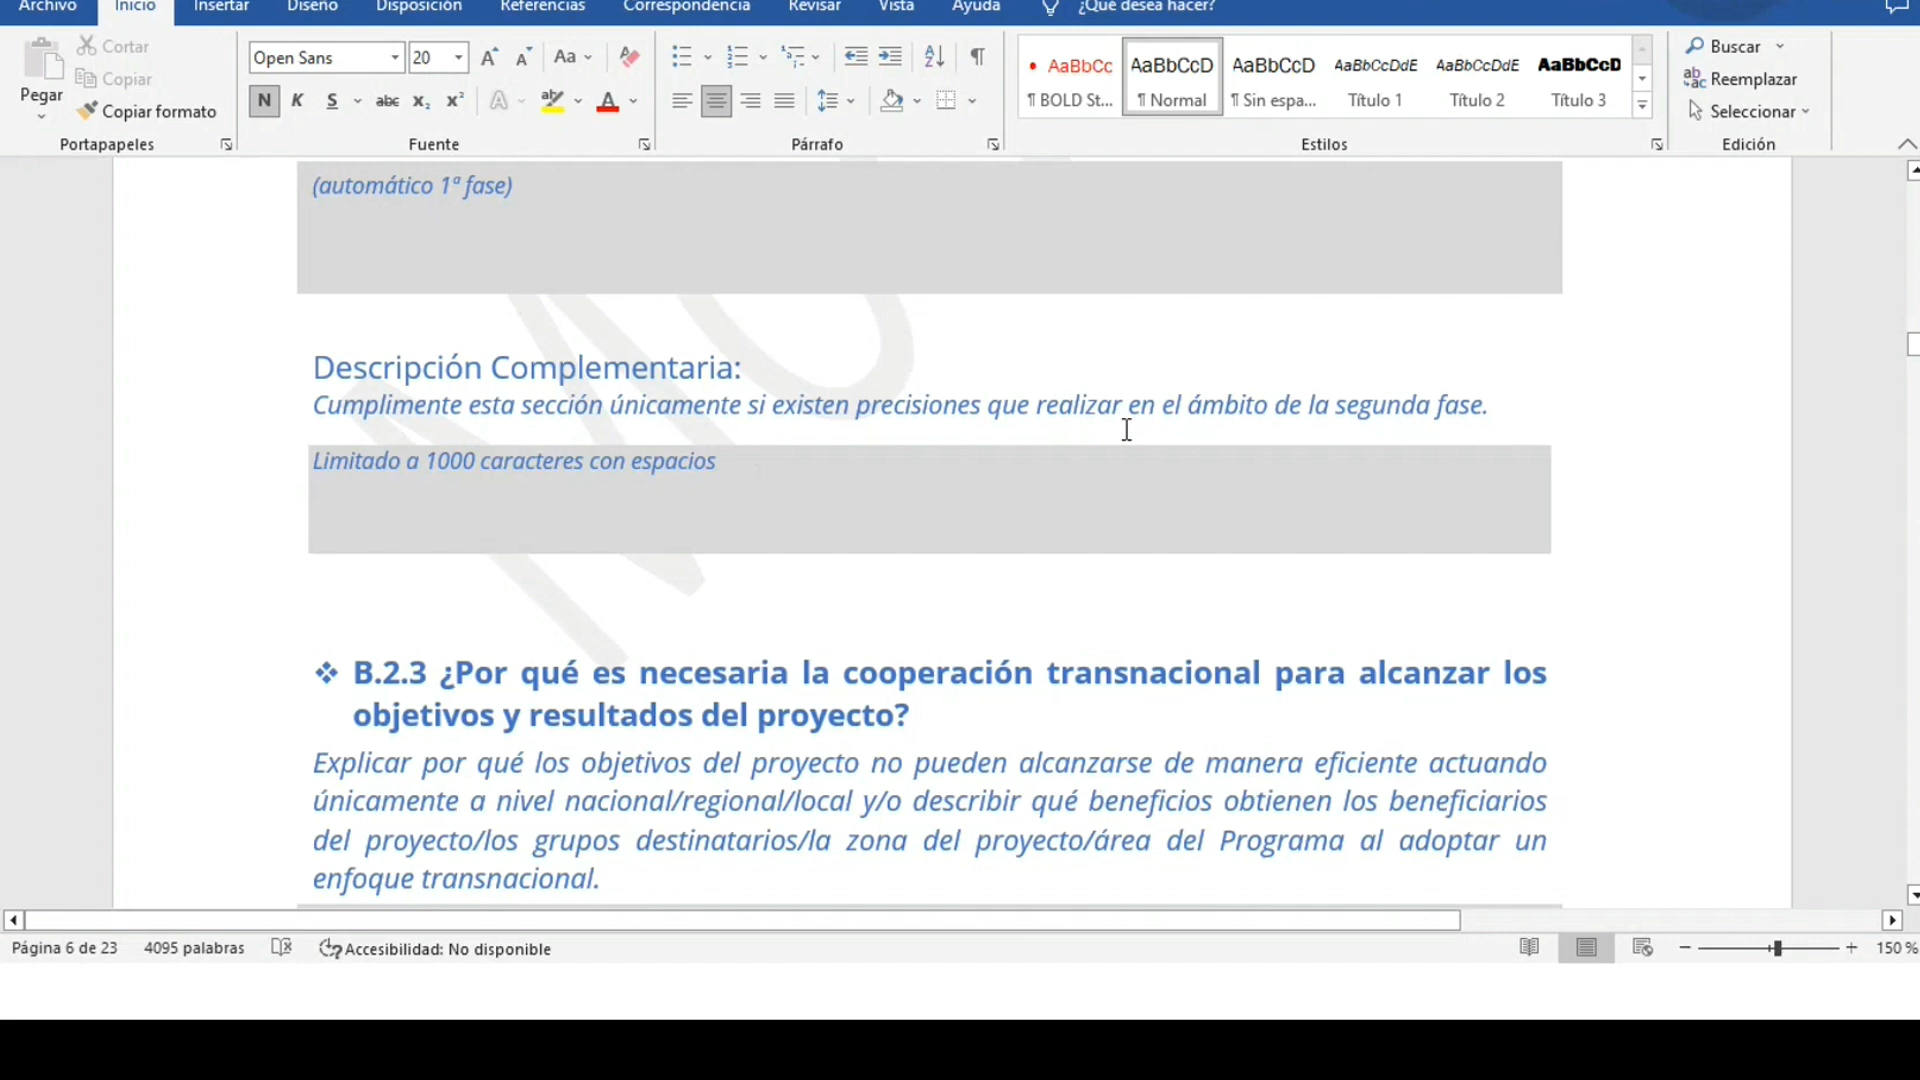 Archivo Inicio Insertar Diseño Disposición Referencias Correspondencia Revisar Vista Ayuda ¿Qué desea hacer?
Pegar
Cortar
Copiar
Copiar formato
Portapapeles
Open Sans 20 Aa
N K S abc x₂ x² A ab A
Fuente
Párrafo
AaBbCc AaBbCcD AaBbCcD AaBbCcDdE AaBbCcDdE AaBbCcD
¶ BOLD St... ¶ Normal ¶ Sin espa... Título 1 Título 2 Título 3
Estilos
Buscar
Reemplazar
Seleccionar
Edición
(automático 1ª fase)
Descripción Complementaria:
Cumplimente esta sección únicamente si existen precisiones que realizar en el ámbito de la segunda fase.
Limitado a 1000 caracteres con espacios
❖ B.2.3 ¿Por qué es necesaria la cooperación transnacional para alcanzar los
objetivos y resultados del proyecto?
Explicar por qué los objetivos del proyecto no pueden alcanzarse de manera eficiente actuando
únicamente a nivel nacional/regional/local y/o describir qué beneficios obtienen los beneficiarios
del proyecto/los grupos destinatarios/la zona del proyecto/área del Programa al adoptar un
enfoque transnacional.
Página 6 de 23 4095 palabras Accesibilidad: No disponible 150 %